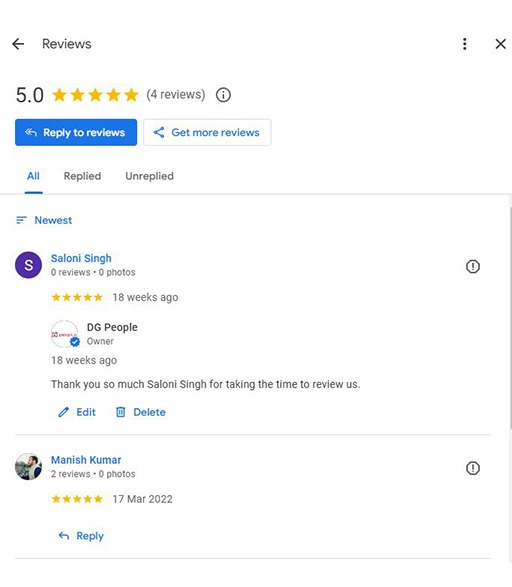 Reviews
5.0 (4 reviews)
Reply to reviews Get more reviews
All Replied Unreplied
Newest
S Saloni Singh
0 reviews • 0 photos
18 weeks ago
DG People
Owner
18 weeks ago
Thank you so much Saloni Singh for taking the time to review us.
Edit Delete
Manish Kumar
2 reviews • 0 photos
17 Mar 2022
Reply